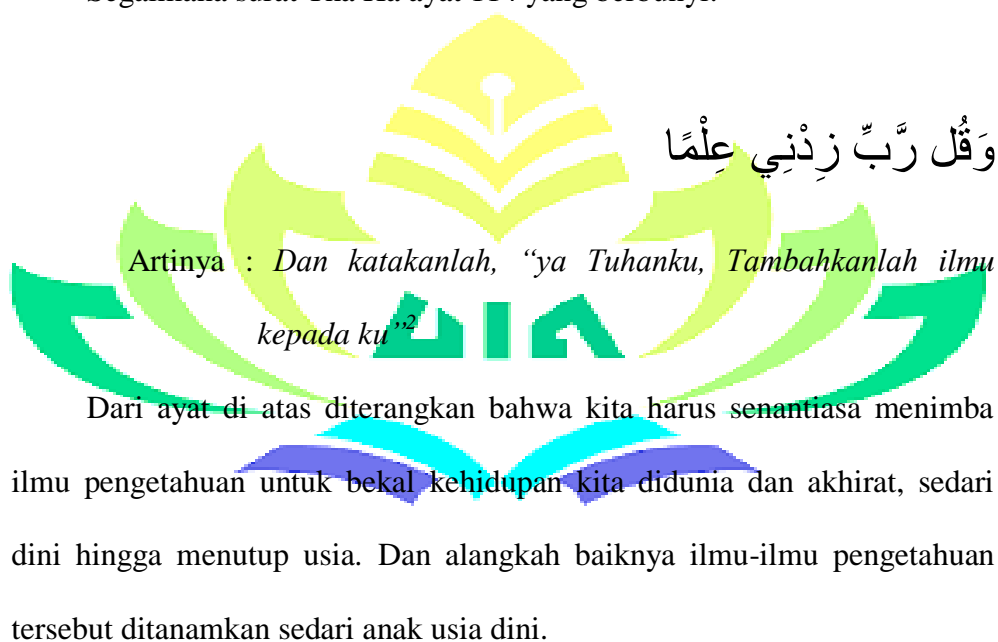 surat Tha Ha ayat 114 yang berbunyi:
وَقُل رَّبِّ زِدْنِي عِلْمًا
Artinya : Dan katakanlah, “ya Tuhanku, Tambahkanlah ilmu
kepada ku”2
Dari ayat di atas diterangkan bahwa kita harus senantiasa menimba
ilmu pengetahuan untuk bekal kehidupan kita didunia dan akhirat, sedari
dini hingga menutup usia. Dan alangkah baiknya ilmu-ilmu pengetahuan
tersebut ditanamkan sedari anak usia dini.